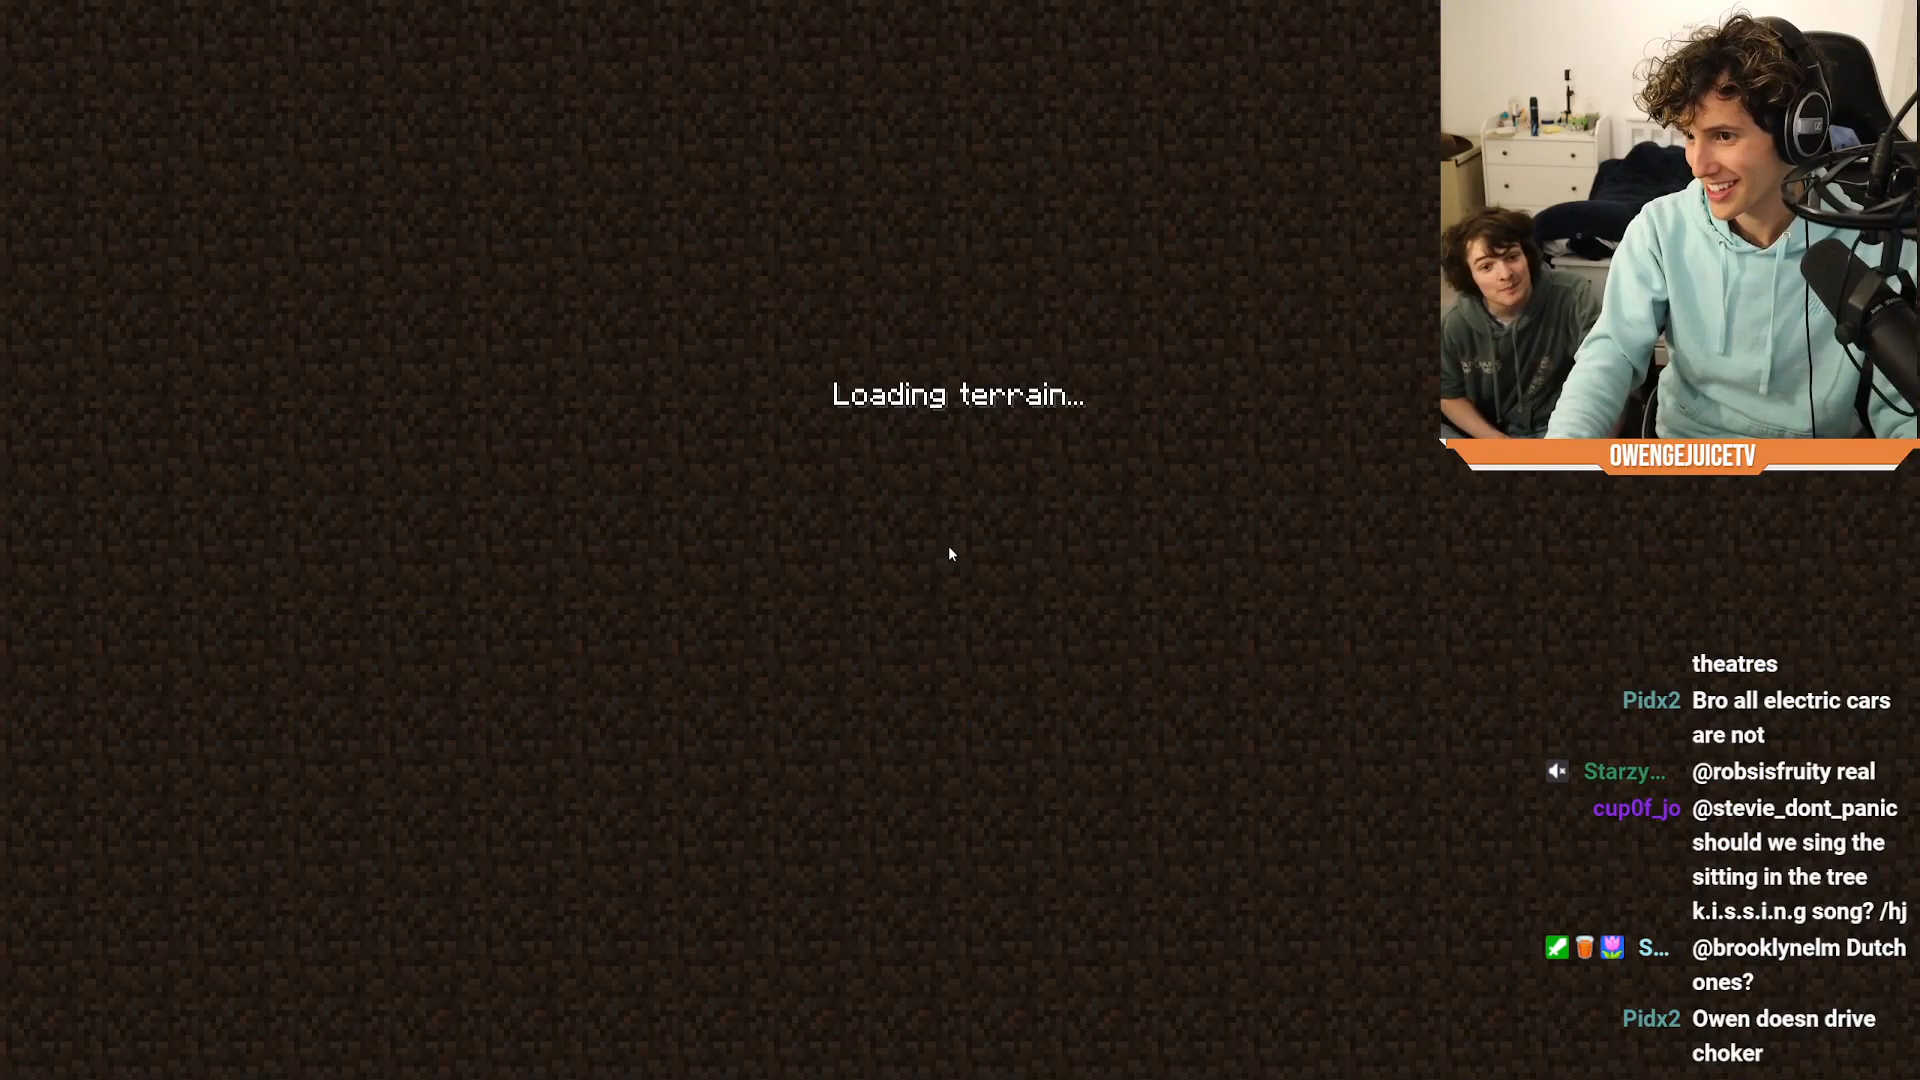 Loading terrain...
OWENGEJUICETV
theatres
Pidx2 Bro all electric cars
are not
Starzy... @robsisfruity real
cup0f_jo @stevie_dont_panic
should we sing the
sitting in the tree
k.i.s.s.i.n.g song? /hj
S... @brooklynelm Dutch
ones?
Pidx2 Owen doesn drive
choker